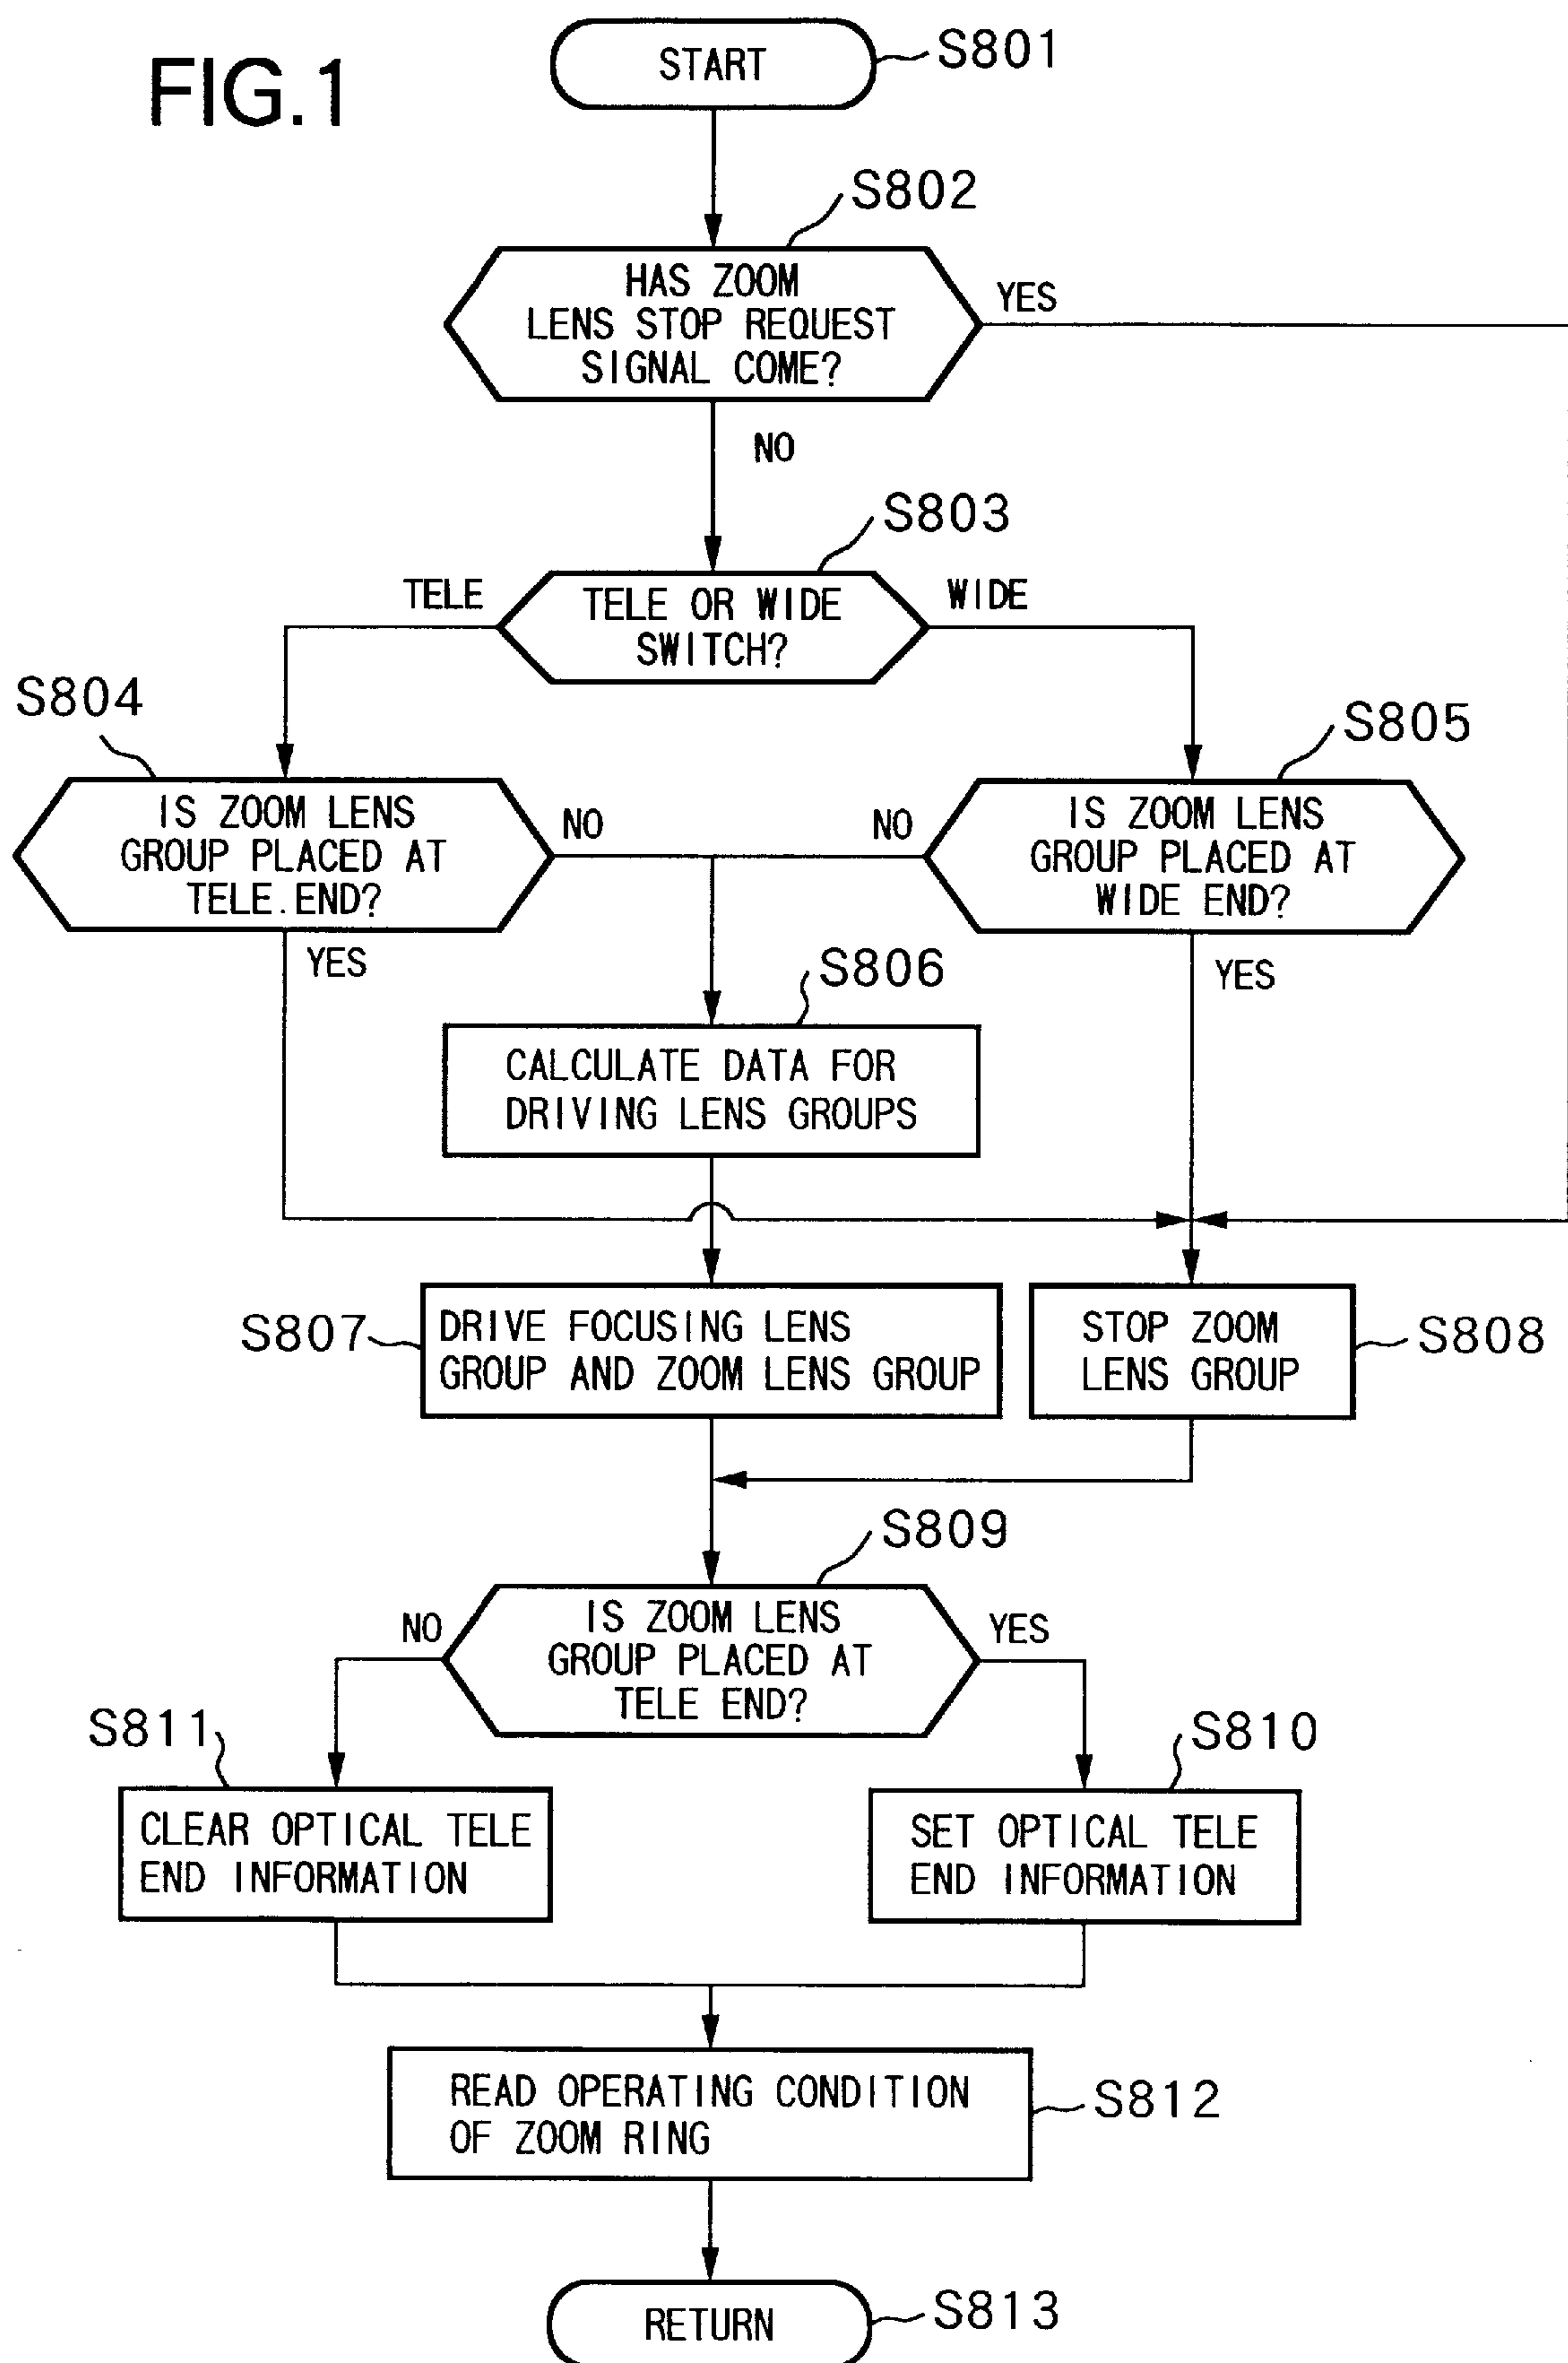 FIG.1
START
S801
S802
HAS ZOOM
LENS STOP REQUEST
SIGNAL COME?
YES
NO
S803
TELE
TELE OR WIDE
SWITCH?
WIDE
S804
IS ZOOM LENS
GROUP PLACED AT
TELE.END?
NO
YES
S805
NO
IS ZOOM LENS
GROUP PLACED AT
WIDE END?
YES
S806
CALCULATE DATA FOR
DRIVING LENS GROUPS
S807
DRIVE FOCUSING LENS
GROUP AND ZOOM LENS GROUP
STOP ZOOM
LENS GROUP
S808
S809
NO
IS ZOOM LENS
GROUP PLACED AT
TELE END?
YES
S811
CLEAR OPTICAL TELE
END INFORMATION
S810
SET OPTICAL TELE
END INFORMATION
READ OPERATING CONDITION
OF ZOOM RING
S812
RETURN
S813